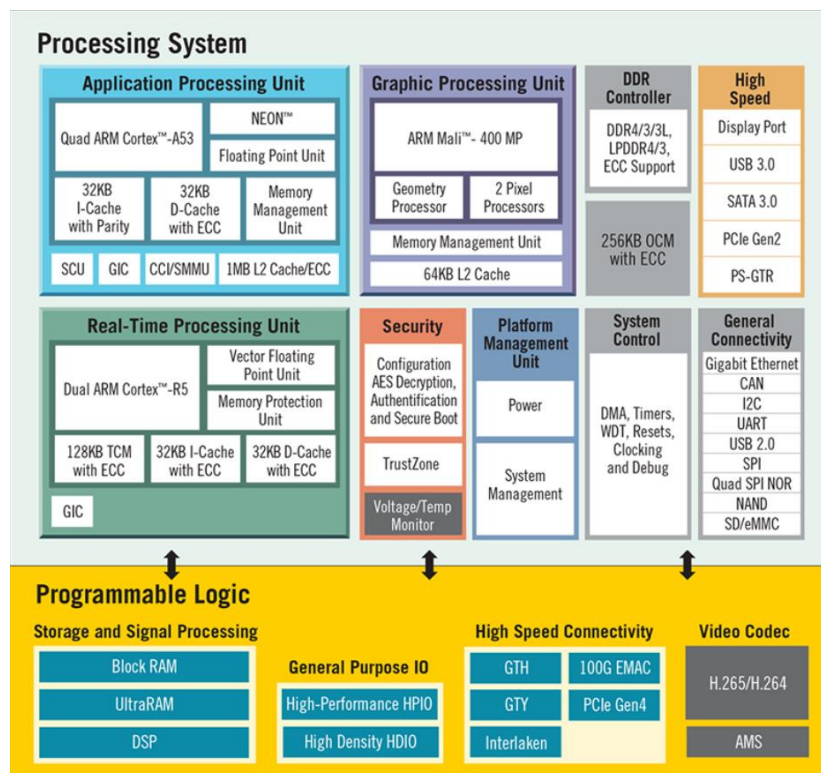 Processing System
Application Processing Unit
Quad ARM Cortex™-A53
NEON™
Floating Point Unit
32KB
I-Cache
with Parity
32KB
D-Cache
with ECC
Memory
Management
Unit
SCU
GIC
CCI/SMMU
1MB L2 Cache/ECC
Graphic Processing Unit
ARM Mali™- 400 MP
Geometry
Processor
2 Pixel
Processors
Memory Management Unit
64KB L2 Cache
DDR
Controller
DDR4/3/3L,
LPDDR4/3,
ECC Support
256KB OCM
with ECC
High
Speed
Display Port
USB 3.0
SATA 3.0
PCIe Gen2
PS-GTR
Real-Time Processing Unit
Dual ARM Cortex™-R5
Vector Floating
Point Unit
Memory Protection
Unit
128KB TCM
with ECC
32KB I-Cache
with ECC
32KB D-Cache
with ECC
GIC
Security
Configuration
AES Decryption,
Authentification
and Secure Boot
TrustZone
Voltage/Temp
Monitor
Platform
Management
Unit
Power
System
Management
System
Control
DMA, Timers,
WDT, Resets,
Clocking
and Debug
General
Connectivity
Gigabit Ethernet
CAN
I2C
UART
USB 2.0
SPI
Quad SPI NOR
NAND
SD/eMMC
Programmable Logic
Storage and Signal Processing
Block RAM
UltraRAM
DSP
General Purpose IO
High-Performance HPIO
High Density HDIO
High Speed Connectivity
GTH
100G EMAC
GTY
PCIe Gen4
Interlaken
Video Codec
H.265/H.264
AMS